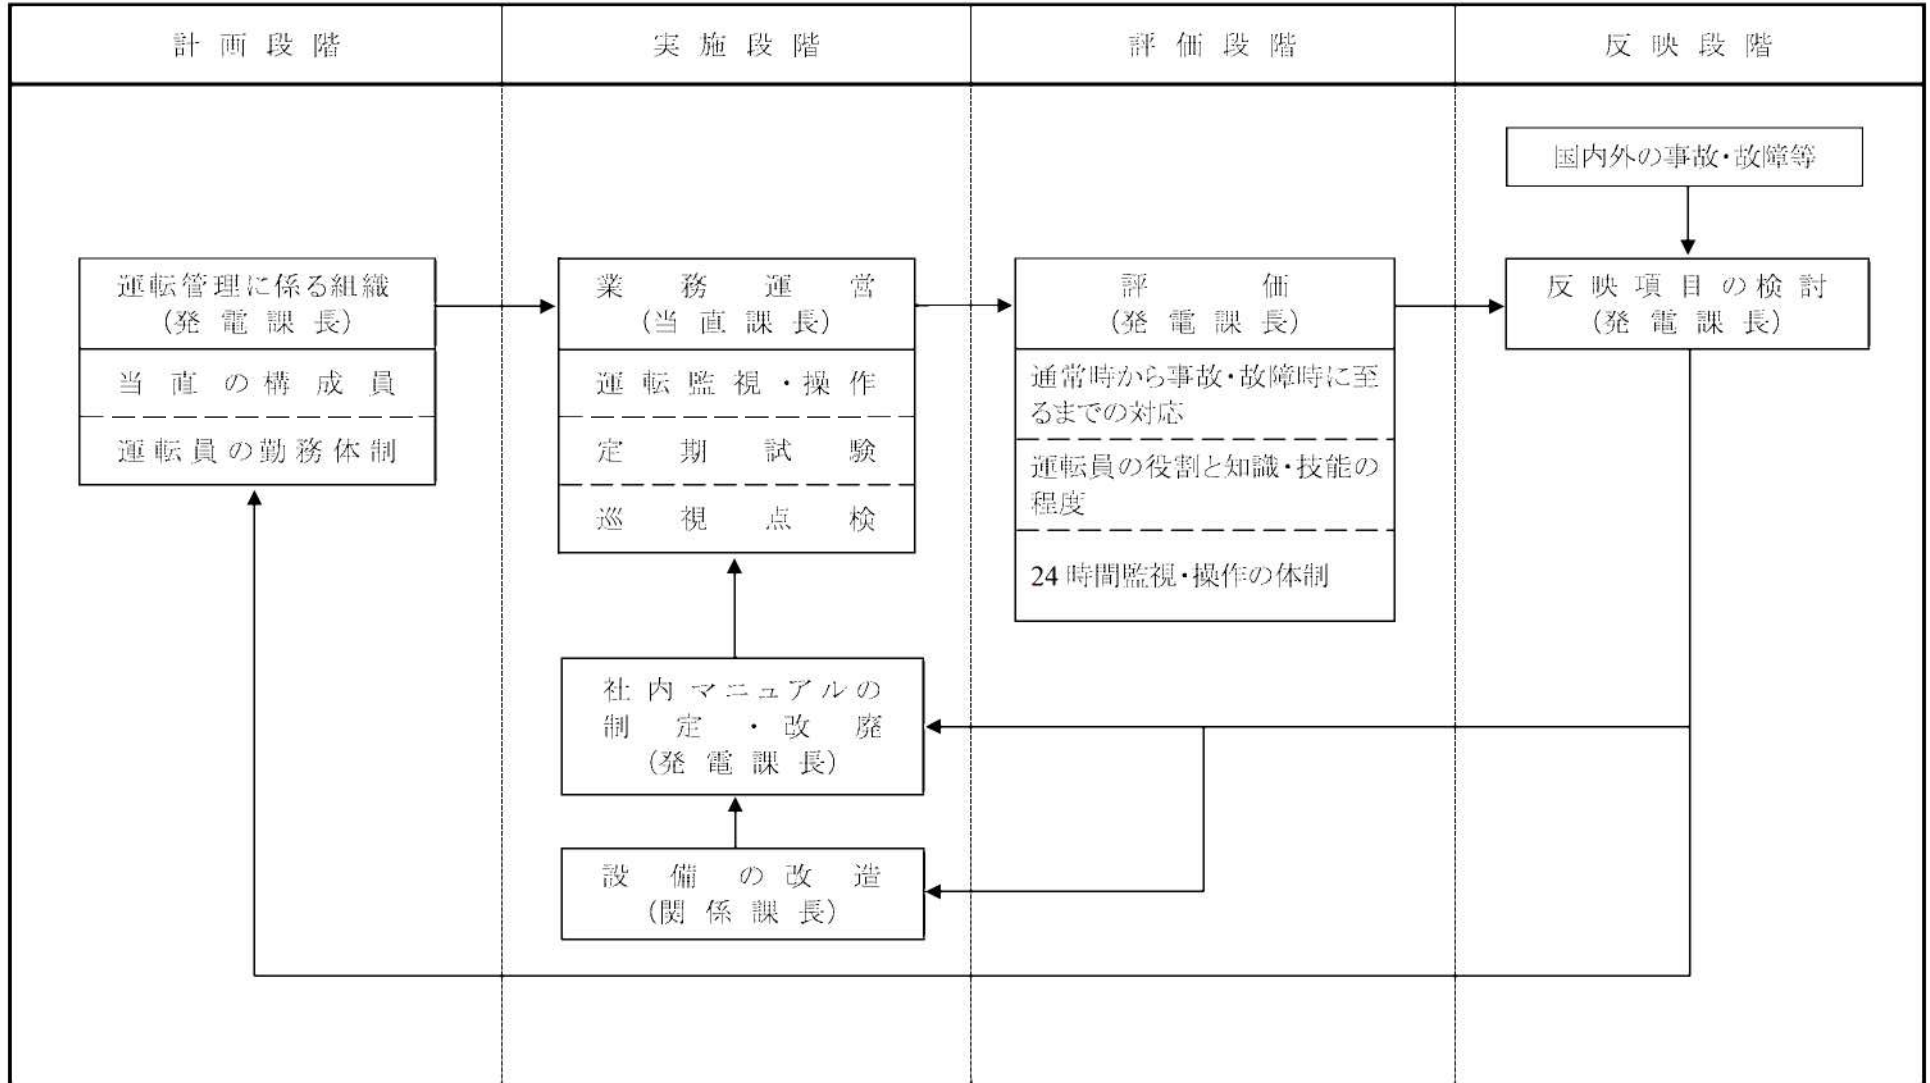 計画段階
実施段階
評価段階
反映段階
国内外の事故・故障等
運転管理に係る組織
(発電課長)
当直の構成員
運転員の勤務体制
業務運営
(当直課長)
運転監視・操作
定期試験
巡視点検
評価
(発電課長)
通常時から事故・故障時に至
るまでの対応
運転員の役割と知識・技能の
程度
24時間監視・操作の体制
反映項目の検討
(発電課長)
社内マニュアルの
制定・改廃
(発電課長)
設備の改造
(関係課長)